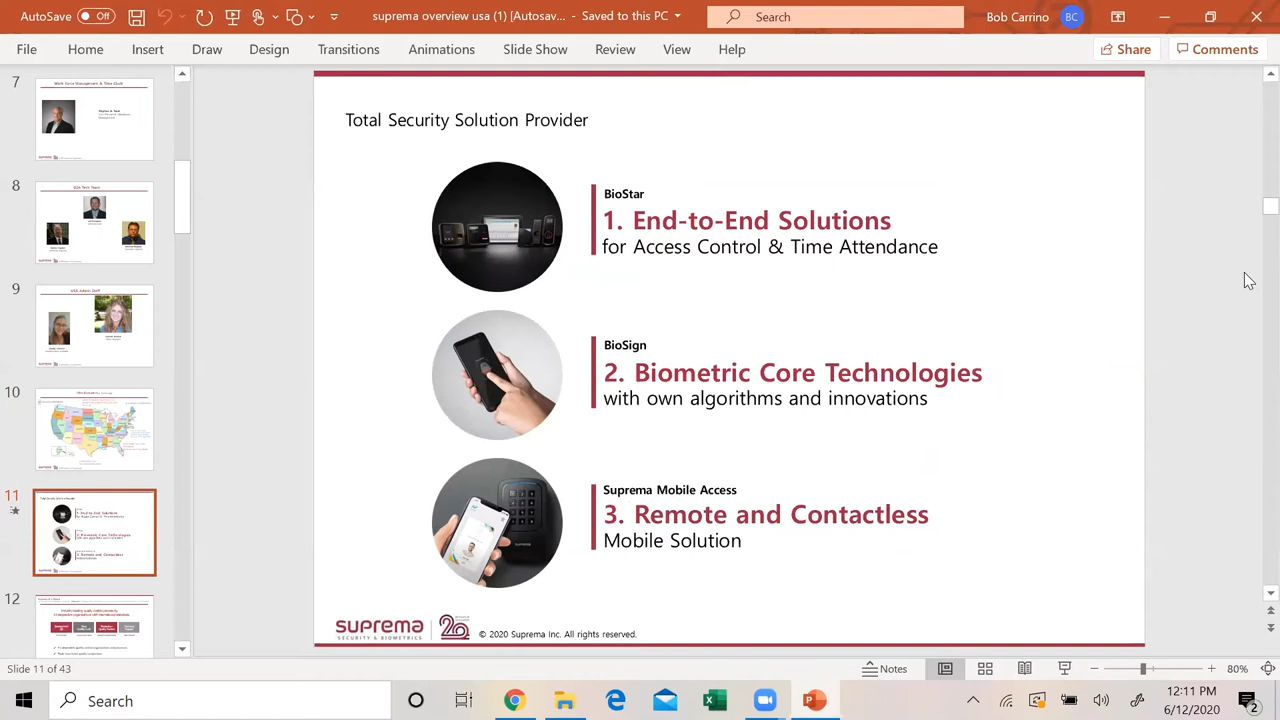 AutoSave Off
suprema overview usa (1) [Autosav... - Saved to this PC
Search
Bob Carrino BC
File Home Insert Draw Design Transitions Animations Slide Show Review View Help
Share Comments
7
8
9
10
11
12
Total Security Solution Provider
BioStar
1. End-to-End Solutions
for Access Control & Time Attendance
BioSign
2. Biometric Core Technologies
with own algorithms and innovations
Suprema Mobile Access
3. Remote and Contactless
Mobile Solution
suprema
SECURITY & BIOMETRICS
© 2020 Suprema Inc. All rights reserved.
Slide 11 of 43
Notes
80%
Search
12:11 PM
6/12/2020
2